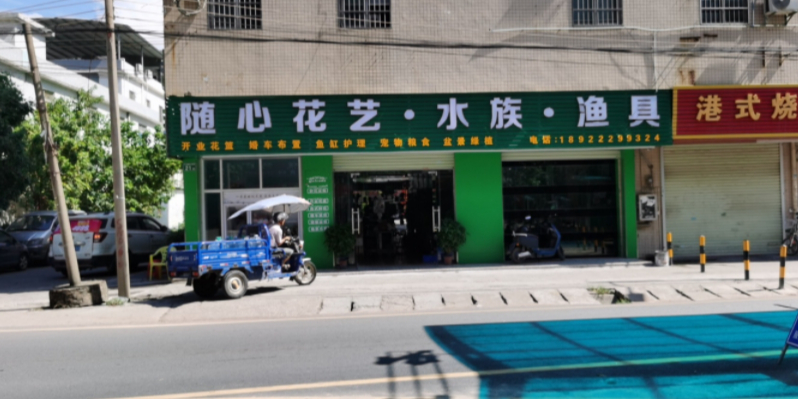 随心花艺·水族·渔具
开业花篮 婚车布置 鱼缸护理 宠物粮食 盆景绿植 电话:18922299324
港式烧